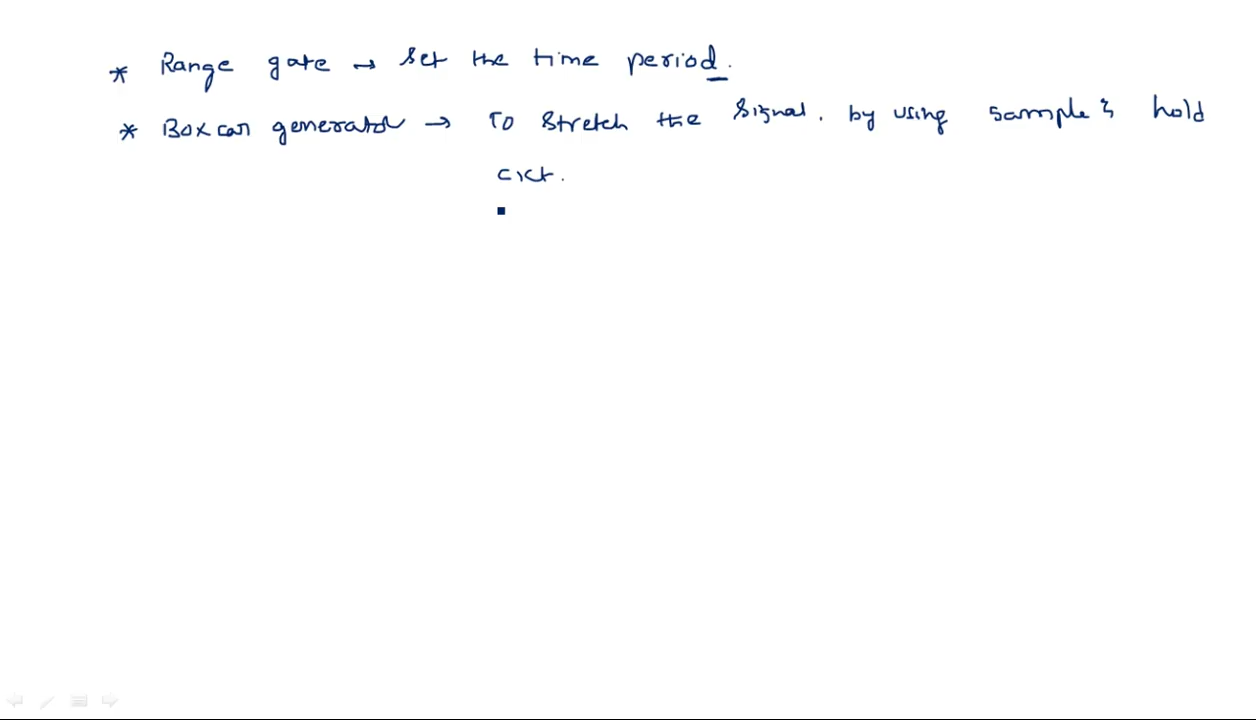 * Range gate → Set the time period.
* Boxcar generator → To Stretch the Signal. by using sample & hold
ckt.